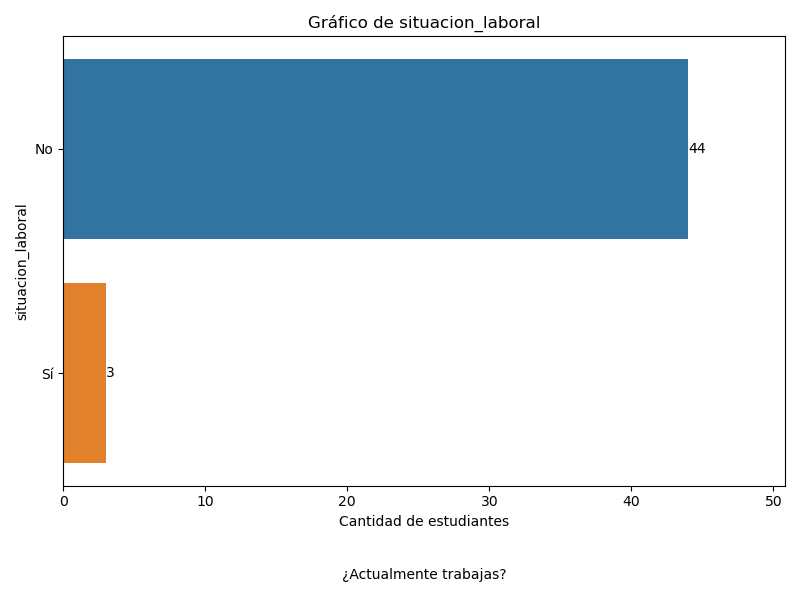 Gráfico de situacion_laboral
situacion_laboral
No
44
Sí
3
0 10 20 30 40 50
Cantidad de estudiantes
¿Actualmente trabajas?